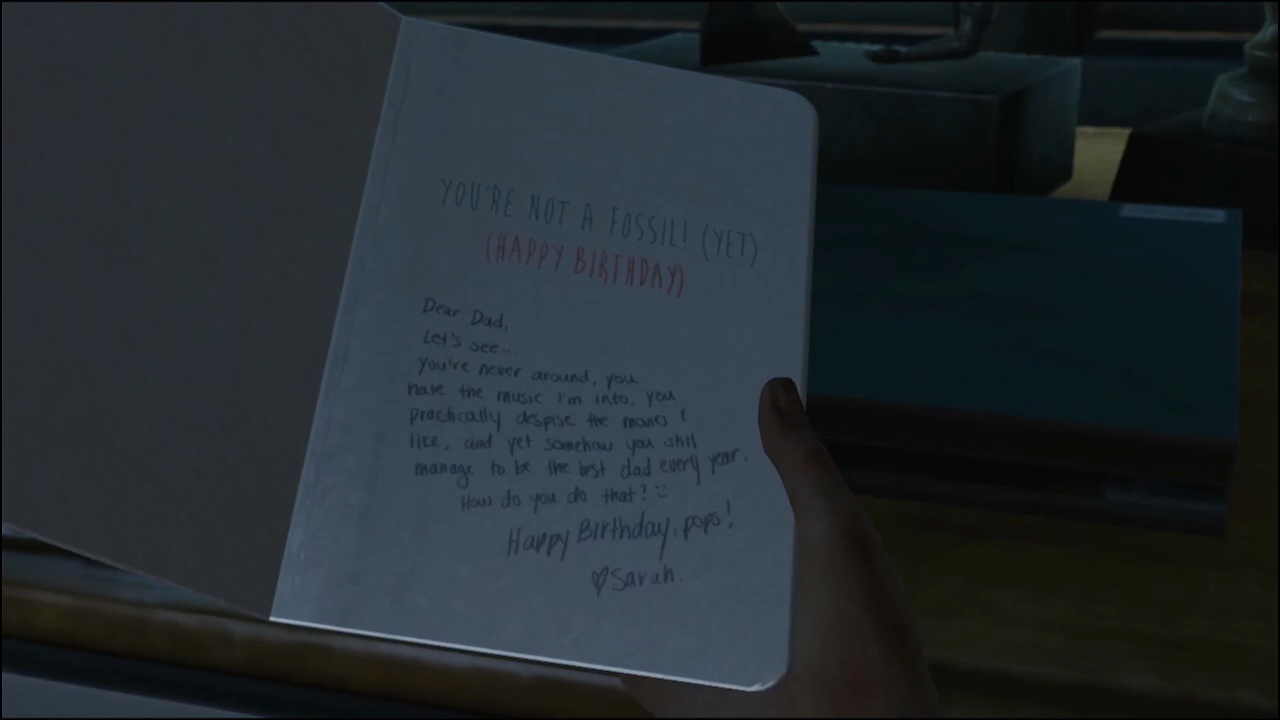 YOU'RE NOT A FOSSIL! (YET)
(HAPPY BIRTHDAY)
Dear Dad,
Let's see...
You're never around, you
hate the music I'm into, you
practically despise the movies I
like, and yet somehow you still
manage to be the best dad every year.
How do you do that? :)
Happy Birthday, pops!
♡ Sarah.